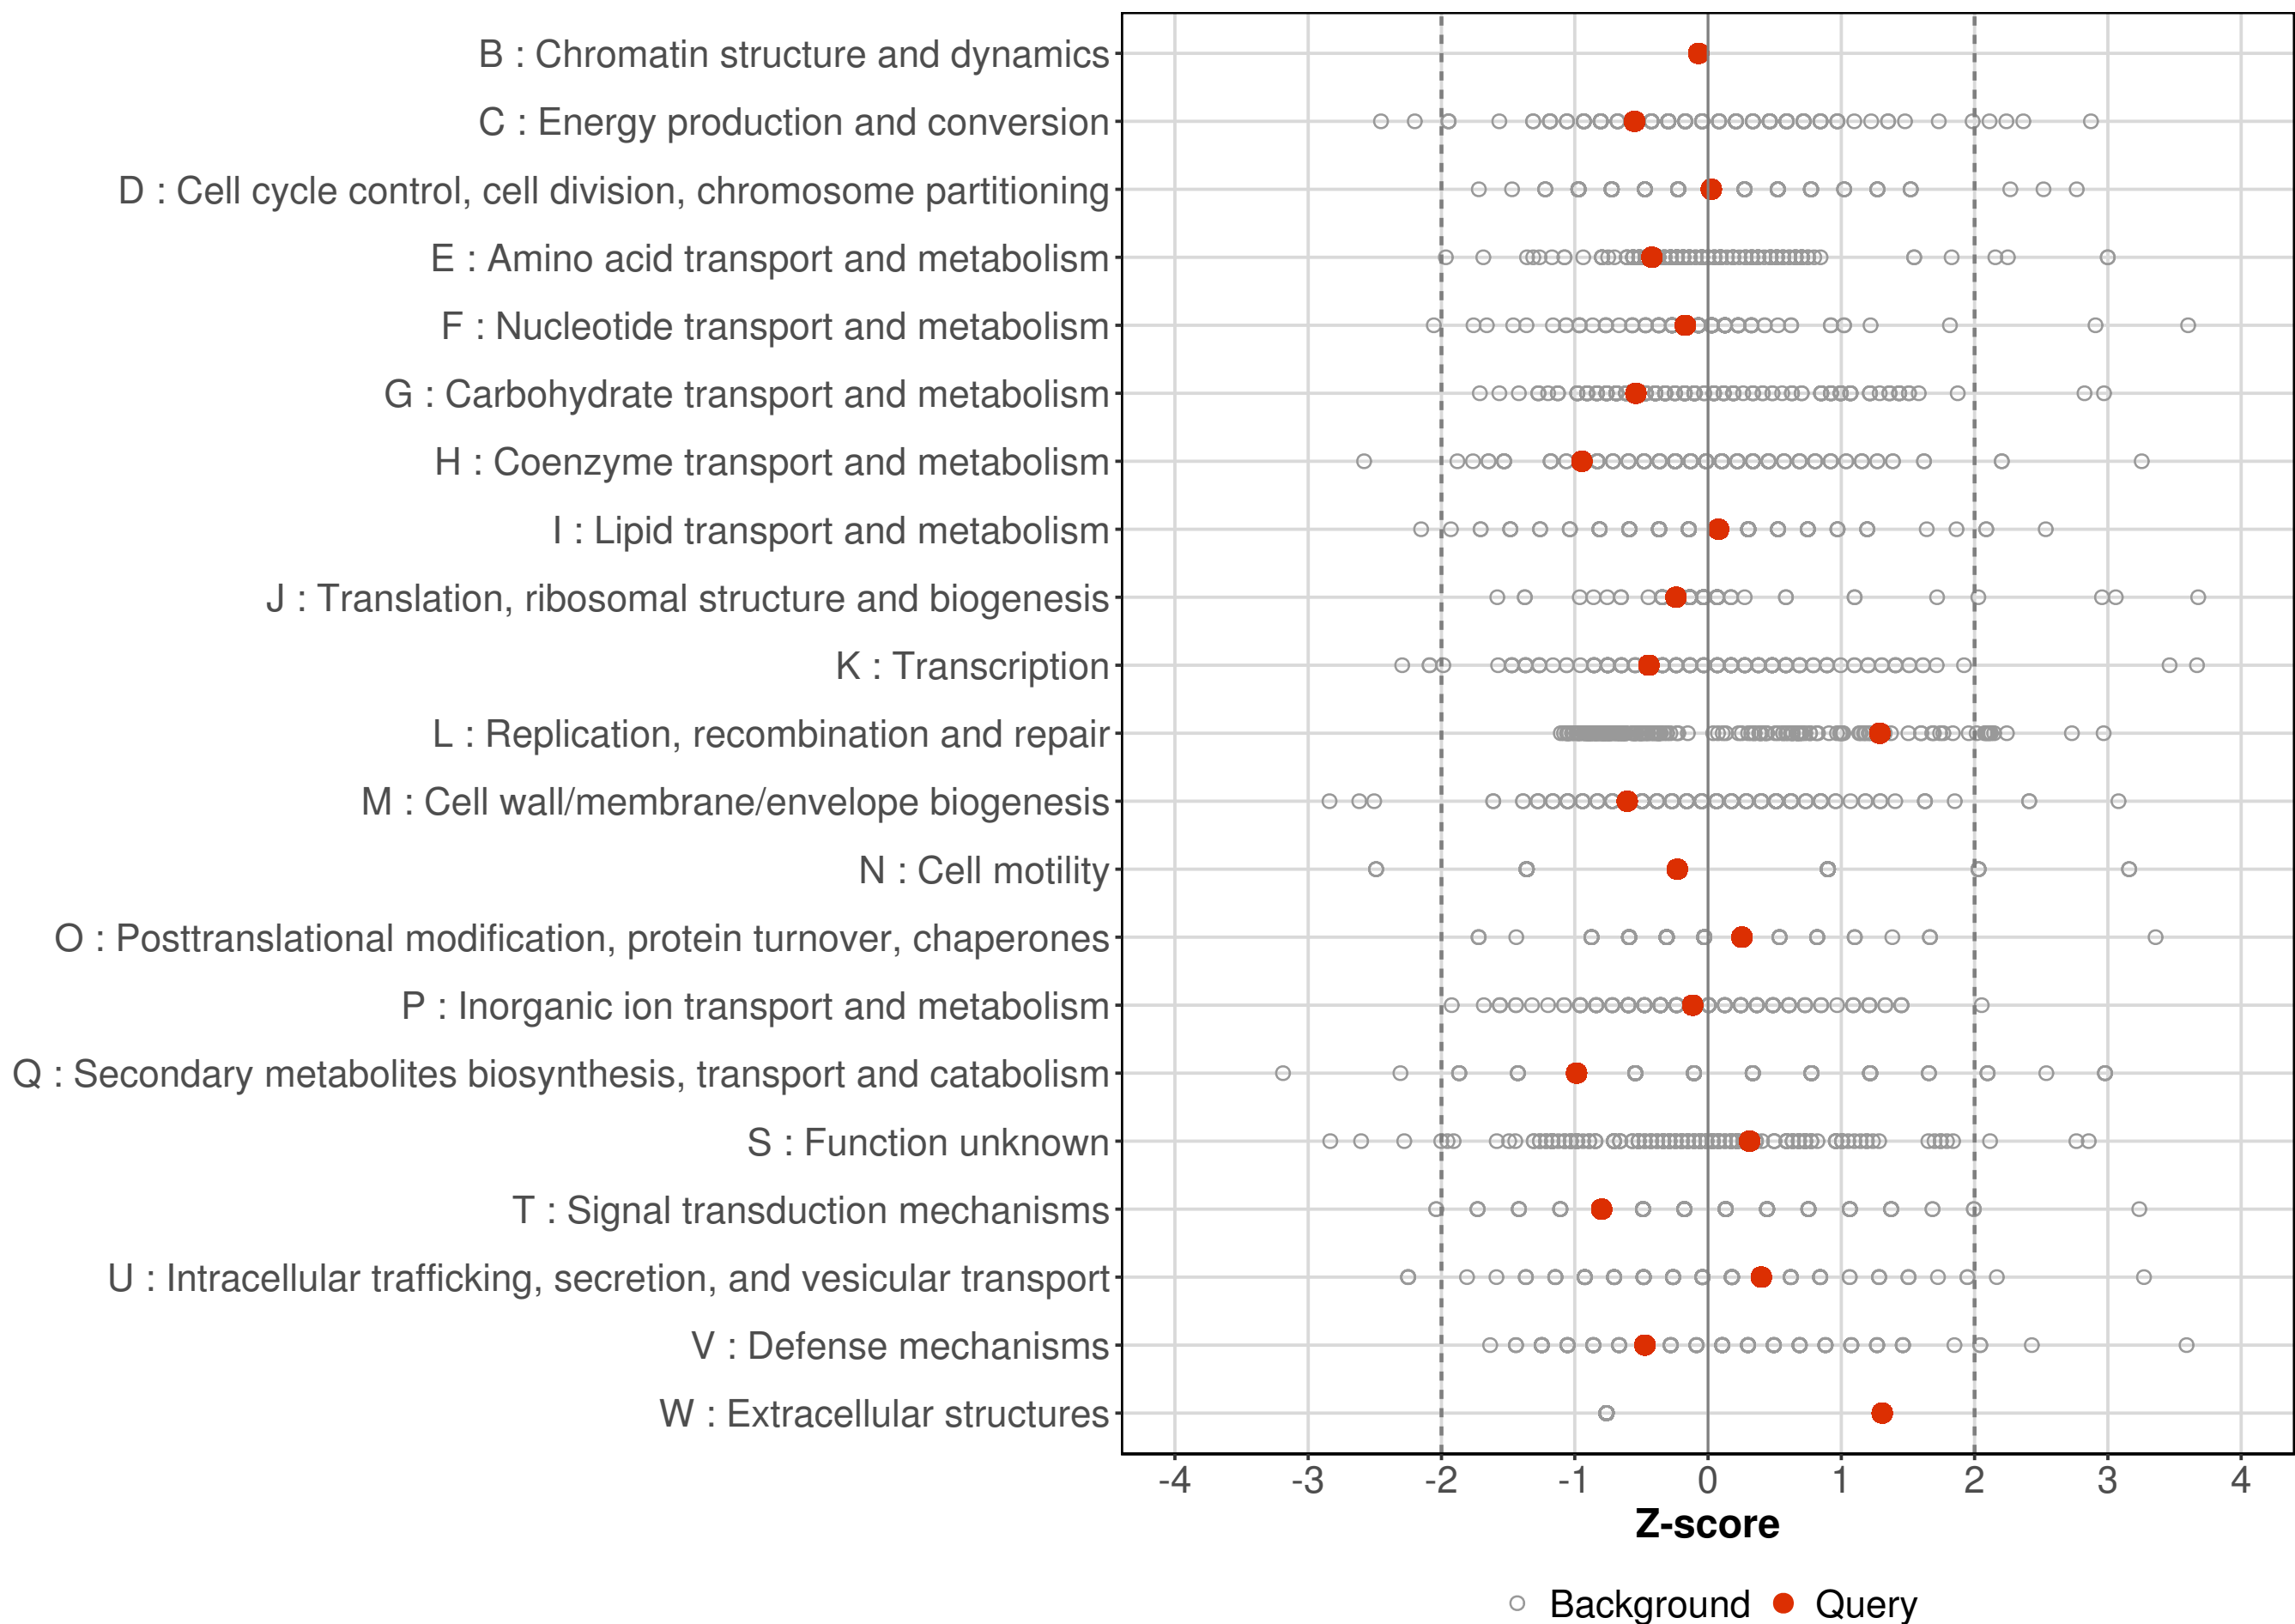 B : Chromatin structure and dynamics
C : Energy production and conversion
D : Cell cycle control, cell division, chromosome partitioning
E : Amino acid transport and metabolism
F : Nucleotide transport and metabolism
G : Carbohydrate transport and metabolism
H : Coenzyme transport and metabolism
I : Lipid transport and metabolism
J : Translation, ribosomal structure and biogenesis
K : Transcription
L : Replication, recombination and repair
M : Cell wall/membrane/envelope biogenesis
N : Cell motility
O : Posttranslational modification, protein turnover, chaperones
P : Inorganic ion transport and metabolism
Q : Secondary metabolites biosynthesis, transport and catabolism
S : Function unknown
T : Signal transduction mechanisms
U : Intracellular trafficking, secretion, and vesicular transport
V : Defense mechanisms
W : Extracellular structures
-4 -3 -2 -1 0 1 2 3 4
Z-score
Background Query